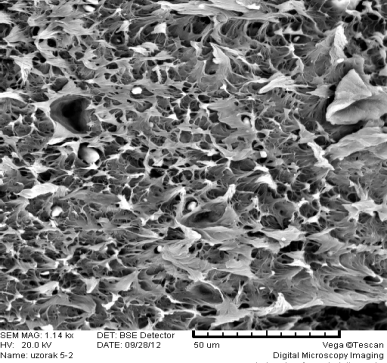 SEM MAG: 1.14 kx DET: BSE Detector
HV: 20.0 kV DATE: 09/28/12 50 um Vega ©Tescan
Name: uzorak 5-2 Digital Microscopy Imaging